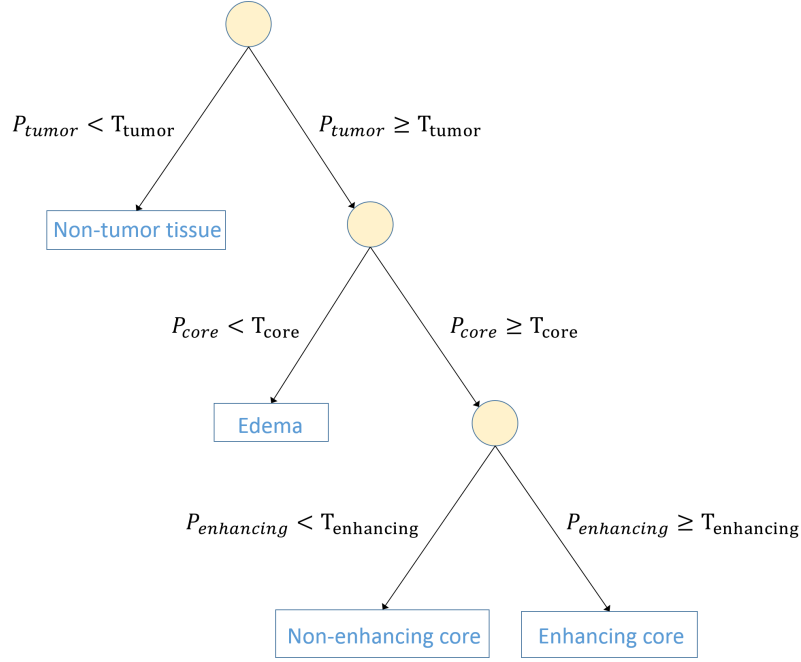 P_tumor < T_tumor
P_tumor ≥ T_tumor
Non-tumor tissue
P_core < T_core
P_core ≥ T_core
Edema
P_enhancing < T_enhancing
P_enhancing ≥ T_enhancing
Non-enhancing core
Enhancing core